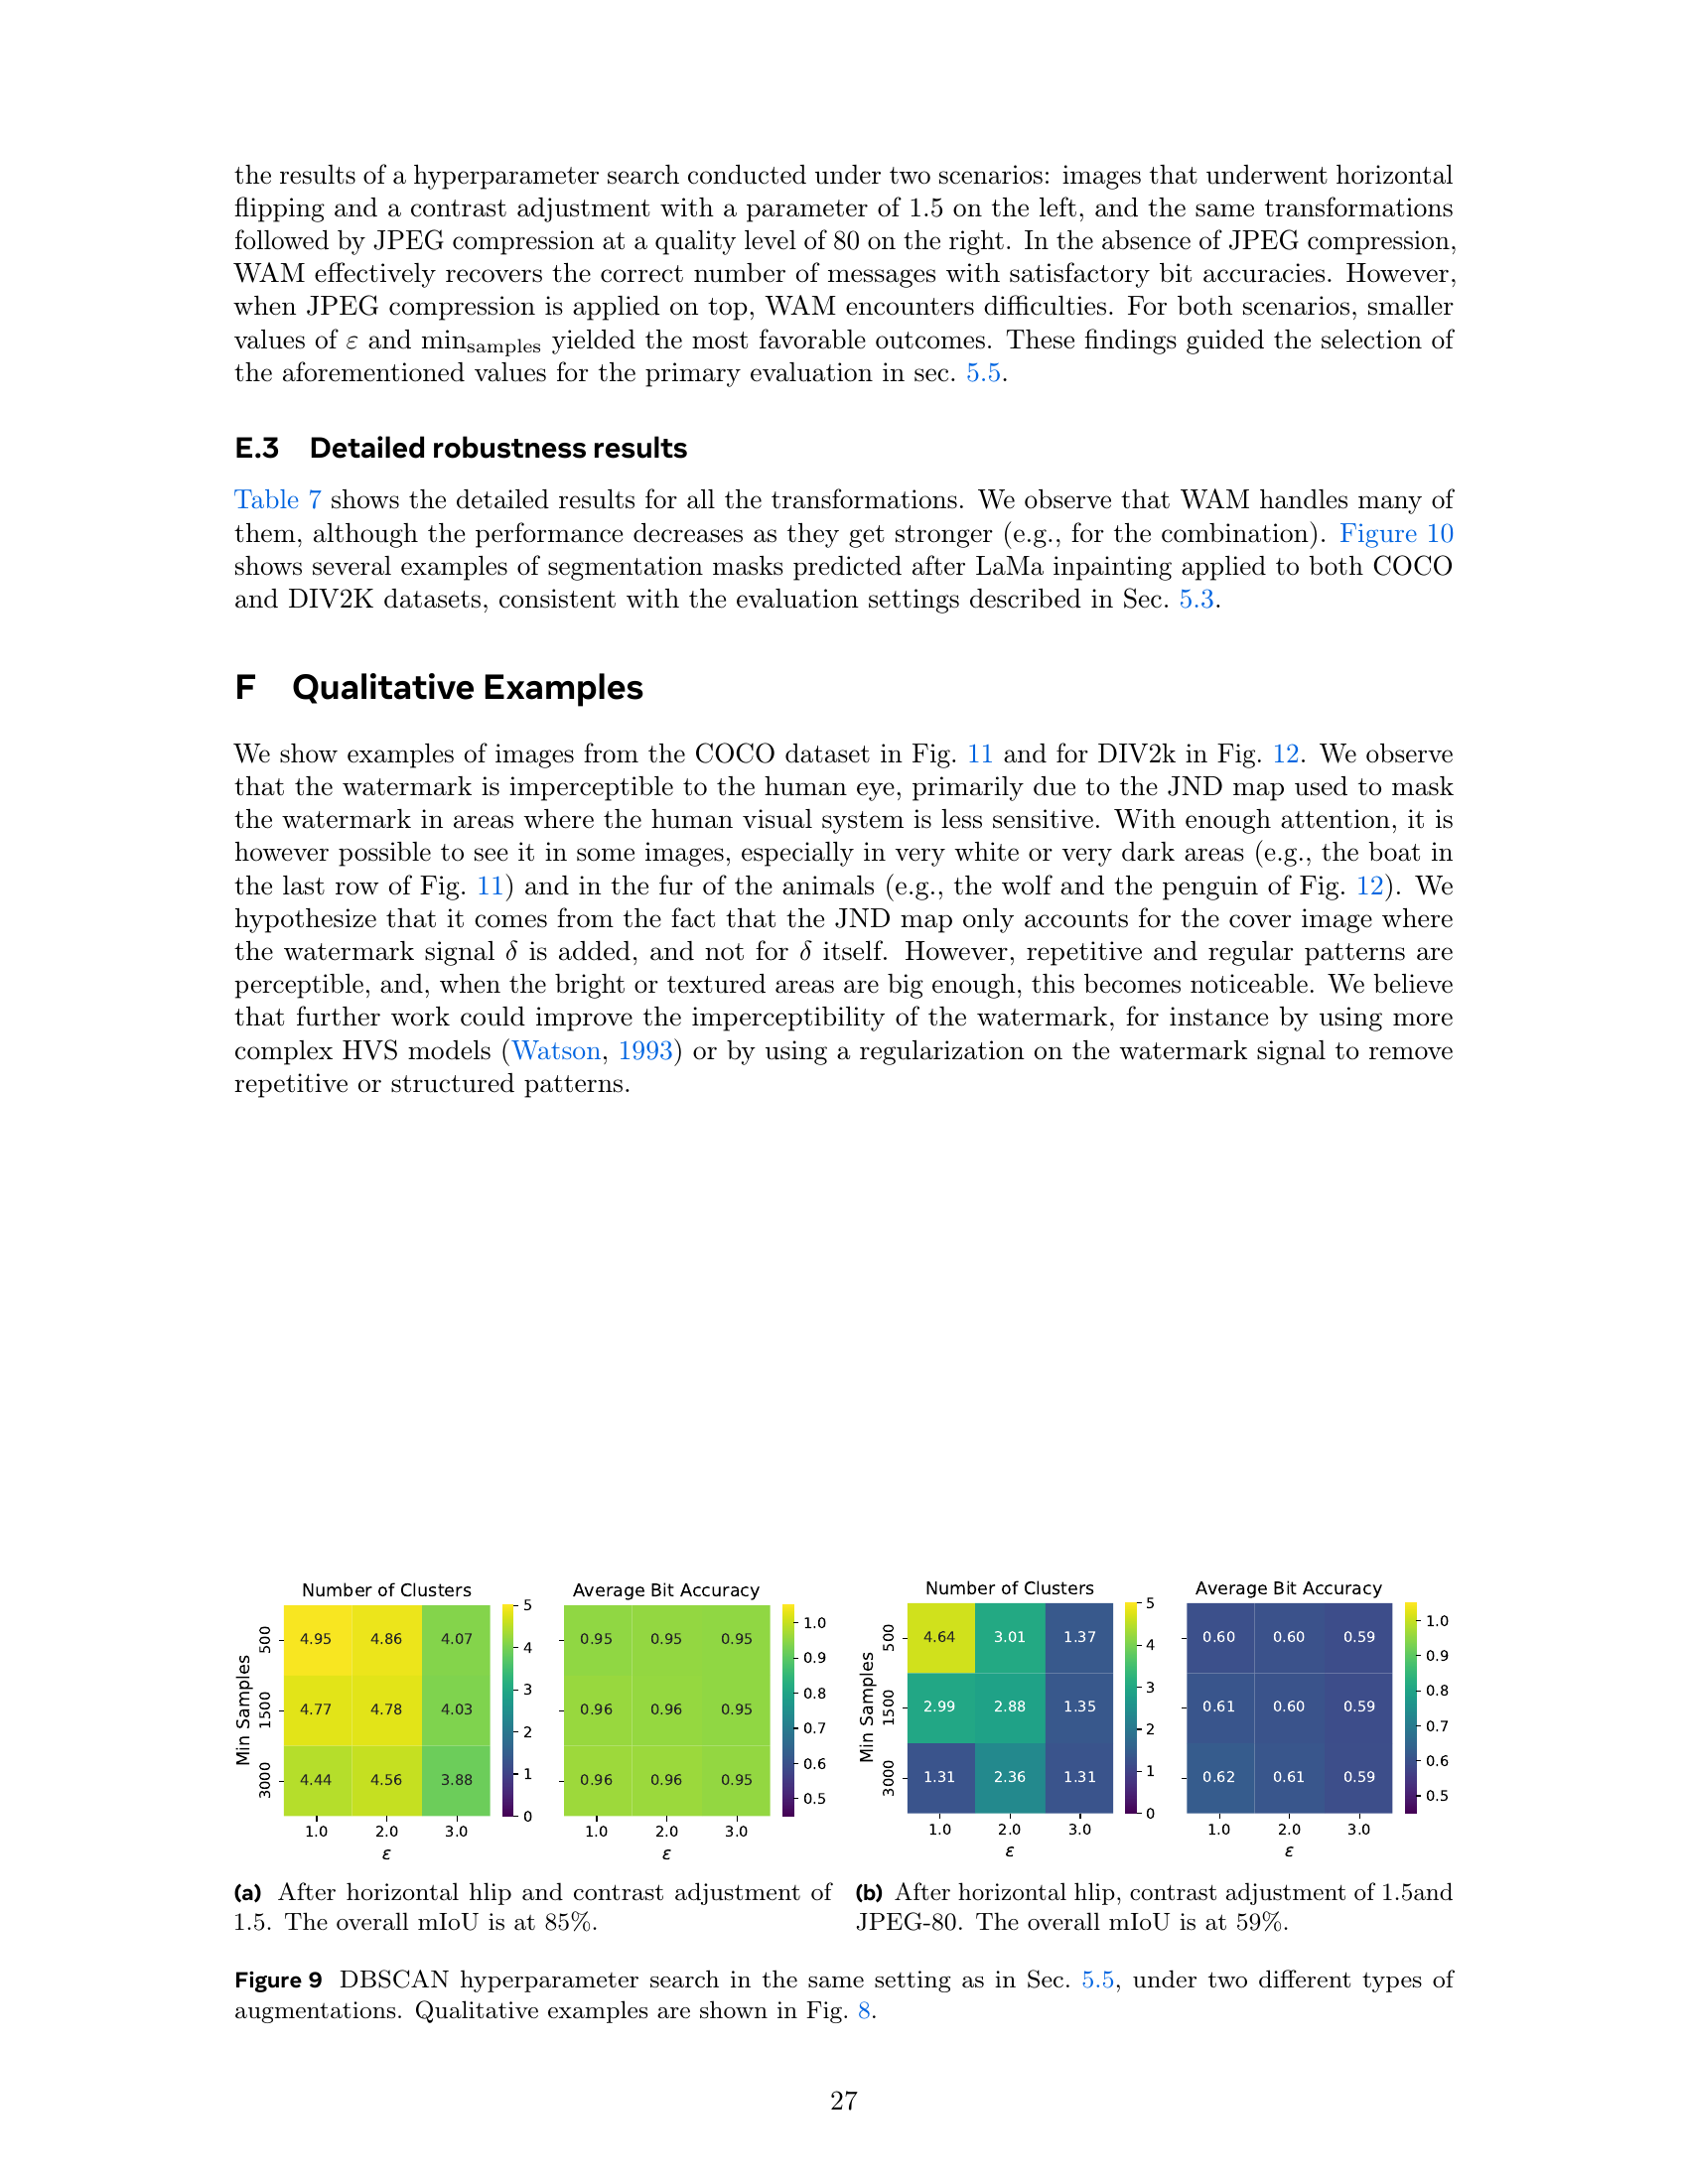 the results of a hyperparameter search conducted under two scenarios: images that underwent horizontal
flipping and a contrast adjustment with a parameter of 1.5 on the left, and the same transformations
followed by JPEG compression at a quality level of 80 on the right. In the absence of JPEG compression,
WAM effectively recovers the correct number of messages with satisfactory bit accuracies. However,
when JPEG compression is applied on top, WAM encounters difficulties. For both scenarios, smaller
values of ε and min_samples yielded the most favorable outcomes. These findings guided the selection of
the aforementioned values for the primary evaluation in sec. 5.5.
E.3 Detailed robustness results
Table 7 shows the detailed results for all the transformations. We observe that WAM handles many of
them, although the performance decreases as they get stronger (e.g., for the combination). Figure 10
shows several examples of segmentation masks predicted after LaMa inpainting applied to both COCO
and DIV2K datasets, consistent with the evaluation settings described in Sec. 5.3.
F Qualitative Examples
We show examples of images from the COCO dataset in Fig. 11 and for DIV2k in Fig. 12. We observe
that the watermark is imperceptible to the human eye, primarily due to the JND map used to mask
the watermark in areas where the human visual system is less sensitive. With enough attention, it is
however possible to see it in some images, especially in very white or very dark areas (e.g., the boat in
the last row of Fig. 11) and in the fur of the animals (e.g., the wolf and the penguin of Fig. 12). We
hypothesize that it comes from the fact that the JND map only accounts for the cover image where
the watermark signal δ is added, and not for δ itself. However, repetitive and regular patterns are
perceptible, and, when the bright or textured areas are big enough, this becomes noticeable. We believe
that further work could improve the imperceptibility of the watermark, for instance by using more
complex HVS models (Watson, 1993) or by using a regularization on the watermark signal to remove
repetitive or structured patterns.
Number of Clusters
Min Samples
500 4.95 4.86 4.07
1500 4.77 4.78 4.03
3000 4.44 4.56 3.88
1.0 2.0 3.0
ε
5
4
3
2
1
0
Average Bit Accuracy
0.95 0.95 0.95
0.96 0.96 0.95
0.96 0.96 0.95
1.0 2.0 3.0
ε
1.0
0.9
0.8
0.7
0.6
0.5
(a) After horizontal hlip and contrast adjustment of
1.5. The overall mIoU is at 85%.
Number of Clusters
Min Samples
500 4.64 3.01 1.37
1500 2.99 2.88 1.35
3000 1.31 2.36 1.31
1.0 2.0 3.0
ε
5
4
3
2
1
0
Average Bit Accuracy
0.60 0.60 0.59
0.61 0.60 0.59
0.62 0.61 0.59
1.0 2.0 3.0
ε
1.0
0.9
0.8
0.7
0.6
0.5
(b) After horizontal hlip, contrast adjustment of 1.5and
JPEG-80. The overall mIoU is at 59%.
Figure 9 DBSCAN hyperparameter search in the same setting as in Sec. 5.5, under two different types of
augmentations. Qualitative examples are shown in Fig. 8.
27